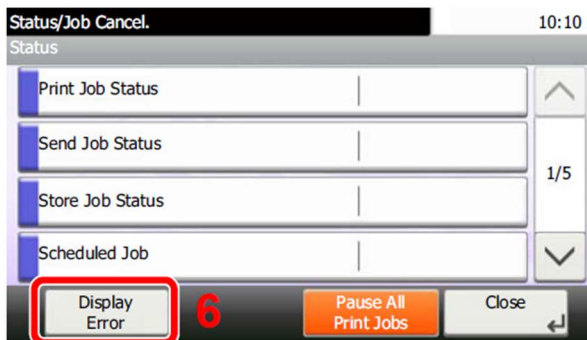 Status/Job Cancel.
10:10
Status
Print Job Status
Send Job Status
1/5
Store Job Status
Scheduled Job
Display
Error
6
Pause All
Print Jobs
Close